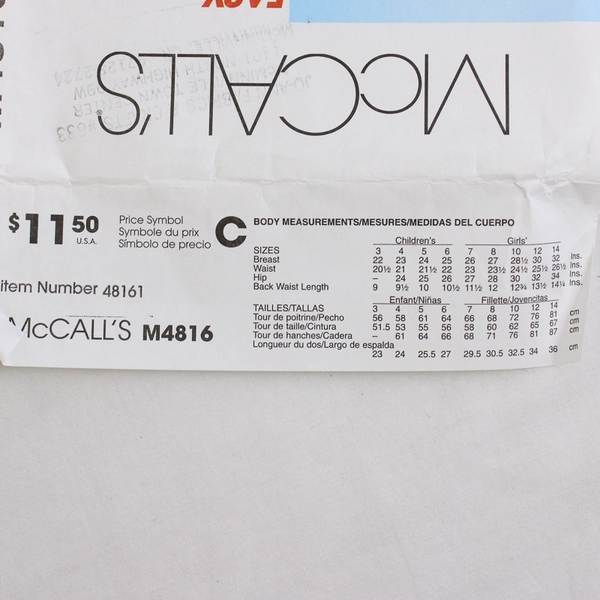 EASY
McCALL'S
$11.50
U.S.A.
Price Symbol
Symbole du prix
Símbolo de precio
C
Item Number 48161
McCALL'S M4816
BODY MEASUREMENTS/MESURES/MEDIDAS DEL CUERPO
Children's Girls'
SIZES 3 4 5 6 7 8 10 12 14
Breast 22 23 24 25 26 27 28½ 30 32 Ins.
Waist 20½ 21 21½ 22 23 23½ 24½ 25½ 26½ Ins.
Hip – 24 25 26 27 28 30 32 34 Ins.
Back Waist Length 9 9½ 10 10½ 11½ 12 12¾ 13½ 14¼ Ins.
Enfant/Niñas Fillette/Jovencitas
TAILLES/TALLAS 3 4 5 6 7 8 10 12 14
Tour de poitrine/Pecho 56 58 61 64 66 68 72 76 81 cm
Tour de taille/Cintura 51.5 53 55 56 58 60 62 65 67 cm
Tour de hanches/Cadera – 61 64 66 68 71 76 81 87 cm
Longueur du dos/Largo de espalda
23 24 25.5 27 29.5 30.5 32.5 34 36 cm